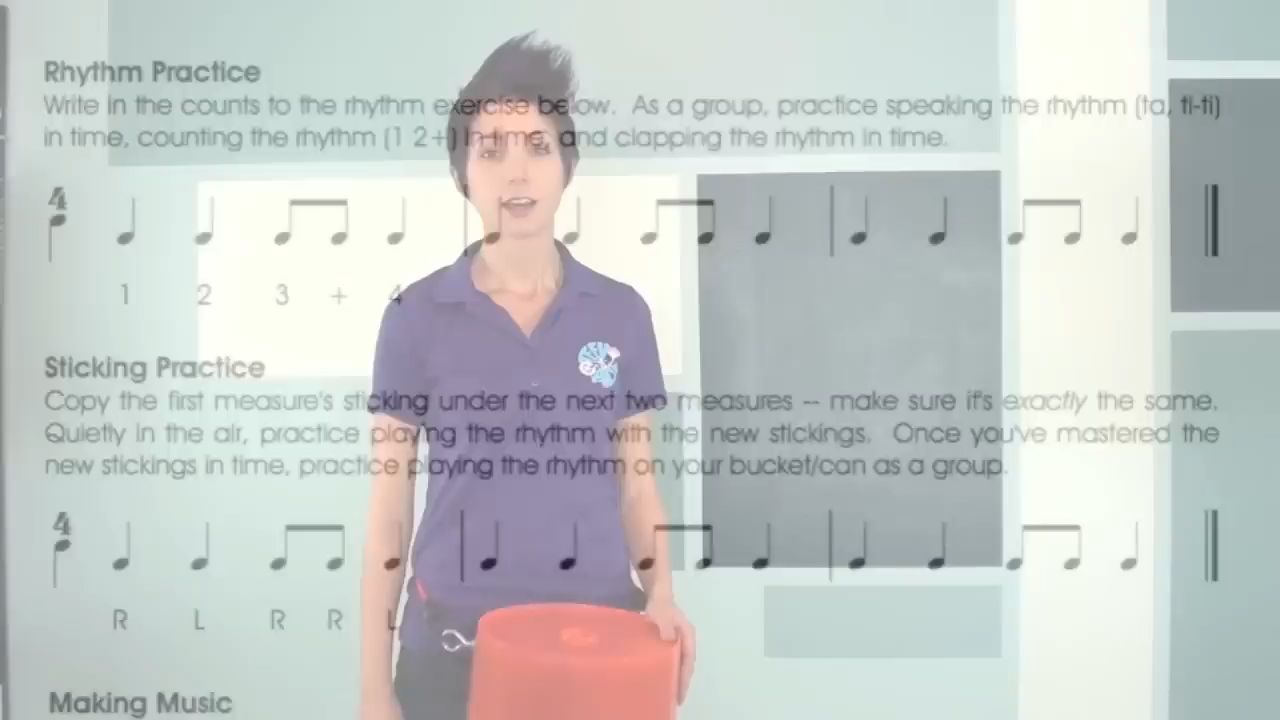 Rhythm Practice
Write in the counts to the rhythm exercise below. As a group, practice speaking the rhythm (ta, ti-ti)
in time, counting the rhythm (1 2+) in time, and clapping the rhythm in time.
4
1 2 3 + 4
Sticking Practice
Copy the first measure's sticking under the next two measures -- make sure it's exactly the same.
Quietly in the air, practice playing the rhythm with the new stickings. Once you've mastered the
new stickings in time, practice playing the rhythm on your bucket/can as a group.
4
R L R R L
Making Music